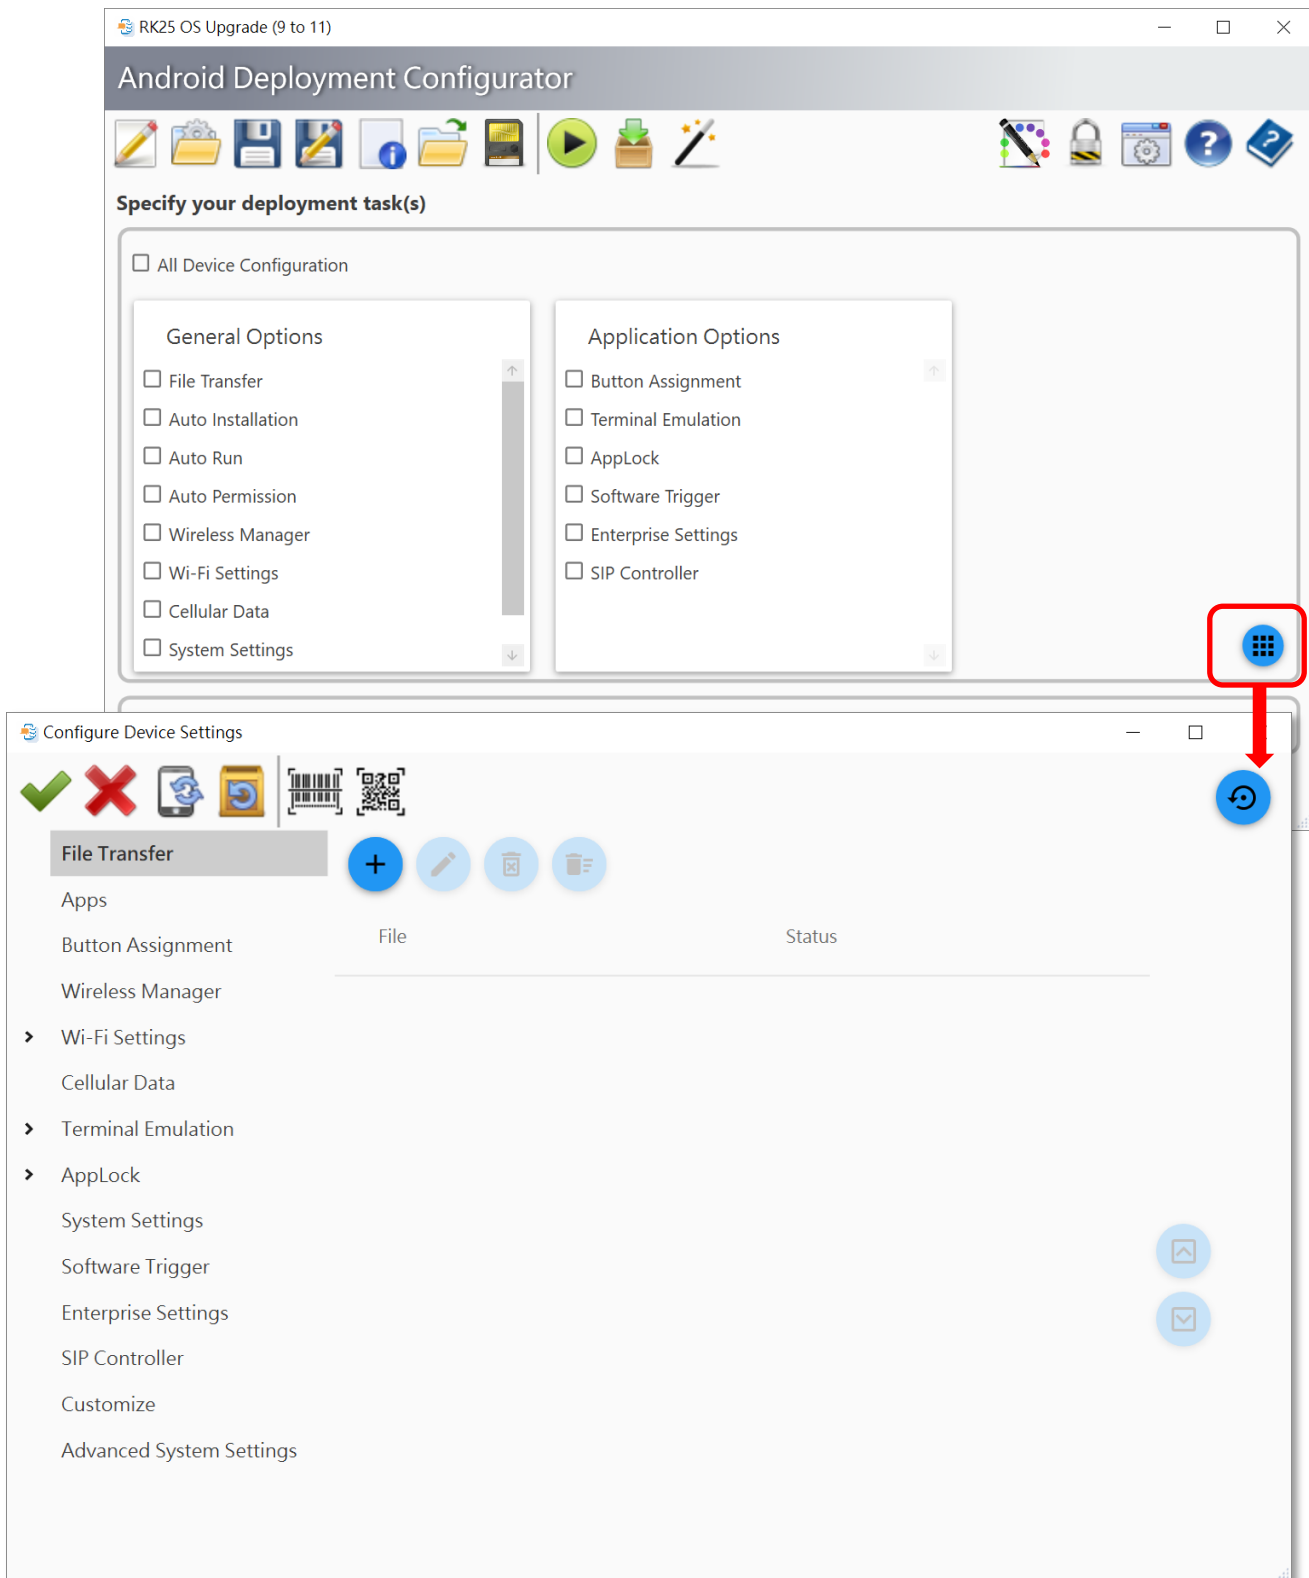 RK25 OS Upgrade (9 to 11)
Android Deployment Configurator
Specify your deployment task(s)
All Device Configuration
General Options
File Transfer
Auto Installation
Auto Run
Auto Permission
Wireless Manager
Wi-Fi Settings
Cellular Data
System Settings
Application Options
Button Assignment
Terminal Emulation
AppLock
Software Trigger
Enterprise Settings
SIP Controller
Configure Device Settings
File Transfer
Apps
Button Assignment
Wireless Manager
Wi-Fi Settings
Cellular Data
Terminal Emulation
AppLock
System Settings
Software Trigger
Enterprise Settings
SIP Controller
Customize
Advanced System Settings
File Status